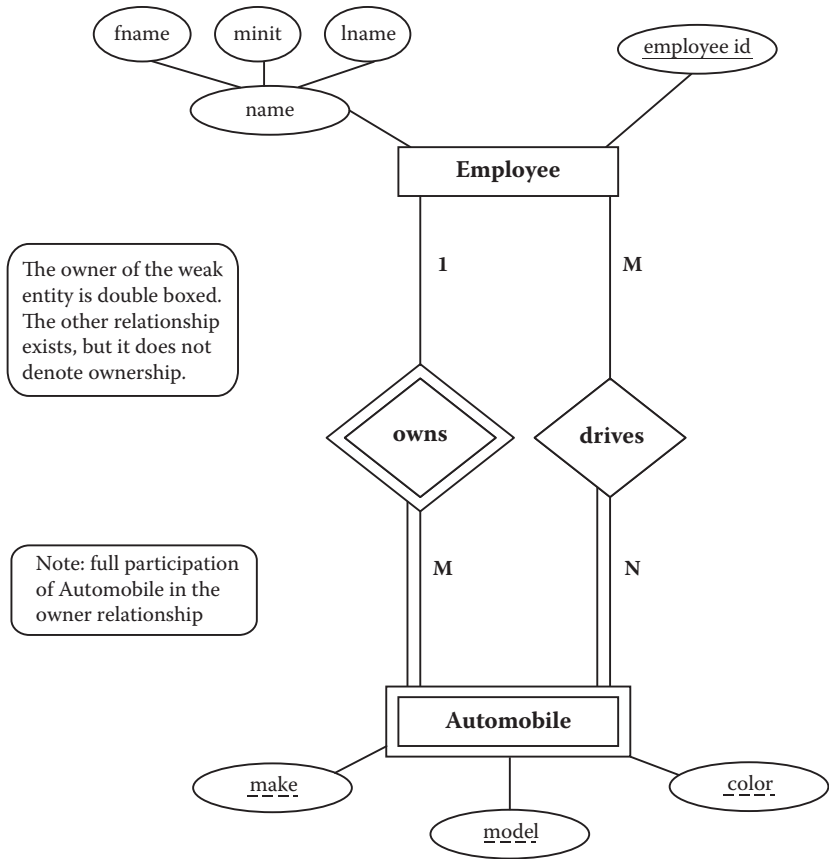 fname
minit
lname
employee id
name
Employee
The owner of the weak
entity is double boxed.
The other relationship
exists, but it does not
denote ownership.
1
M
owns
drives
Note: full participation
of Automobile in the
owner relationship
M
N
Automobile
make
color
model